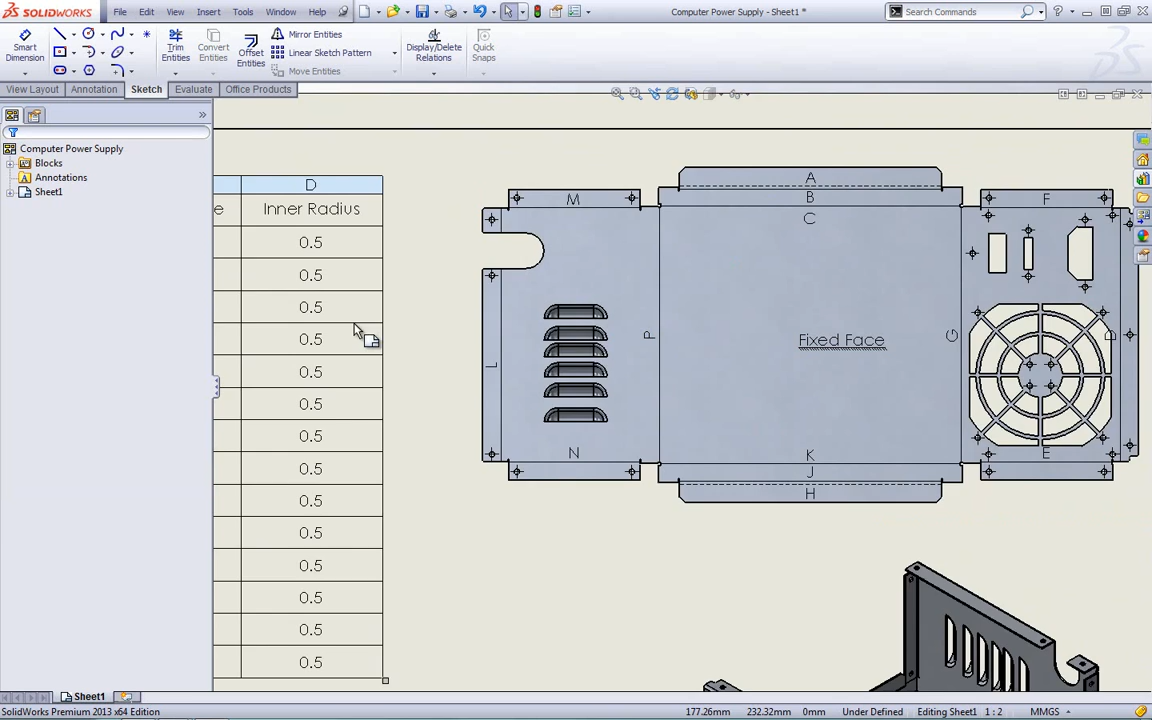 SOLIDWORKS File Edit View Insert Tools Window Help Computer Power Supply - Sheet1 * Search Commands
Smart Dimension Trim Entities Convert Entities Offset Entities Mirror Entities Linear Sketch Pattern Move Entities Display/Delete Relations Quick Snaps
View Layout Annotation Sketch Evaluate Office Products
Computer Power Supply
Blocks
Annotations
Sheet1
D
e Inner Radius
0.5
0.5
0.5
0.5
0.5
0.5
0.5
0.5
0.5
0.5
0.5
0.5
0.5
0.5
A
M B F
C
P Fixed Face G D
L
N K E
J
H
Sheet1
SolidWorks Premium 2013 x64 Edition 177.26mm 232.32mm 0mm Under Defined Editing Sheet1 1 : 2 MMGS